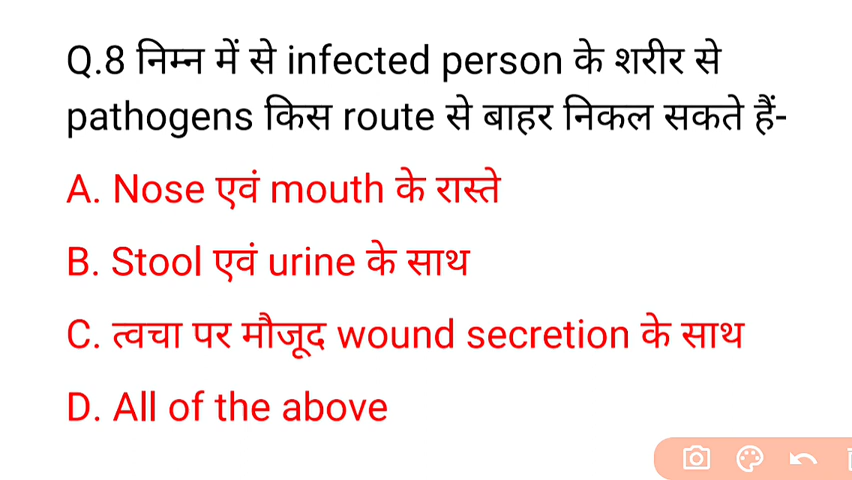 Q.8 निम्न में से infected person के शरीर से
pathogens किस route से बाहर निकल सकते हैं-
A. Nose एवं mouth के रास्ते
B. Stool एवं urine के साथ
C. त्वचा पर मौजूद wound secretion के साथ
D. All of the above